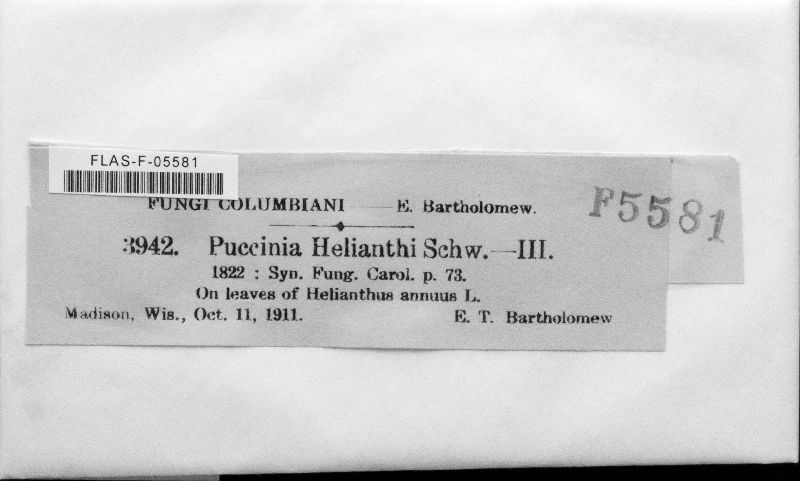 FLAS-F-05581
FUNGI COLUMBIANI — E. Bartholomew.
F5581
3942. Puccinia Helianthi Schw.—III.
1822 : Syn. Fung. Carol. p. 73.
On leaves of Helianthus annuus L.
Madison, Wis., Oct. 11, 1911. E. T. Bartholomew